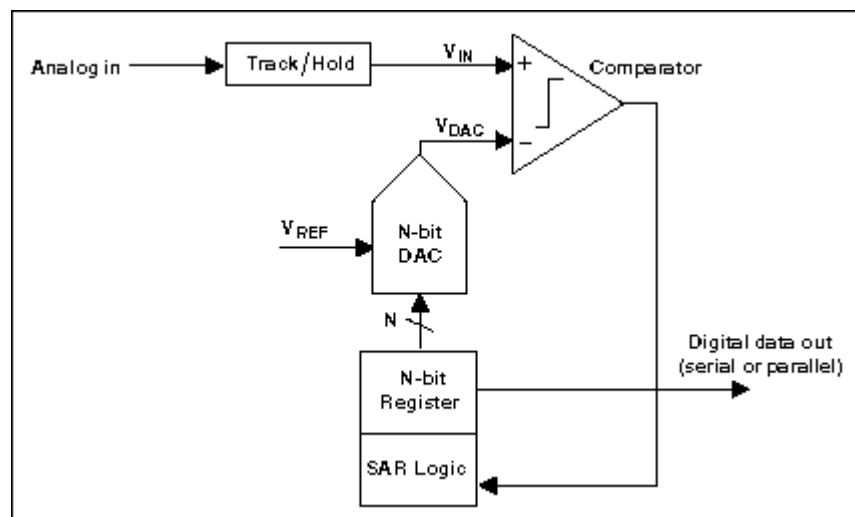 Analog in
Track/Hold
VIN
+
Comparator
VDAC
−
VREF
N-bit
DAC
N
Digital data out
(serial or parallel)
N-bit
Register
SAR Logic